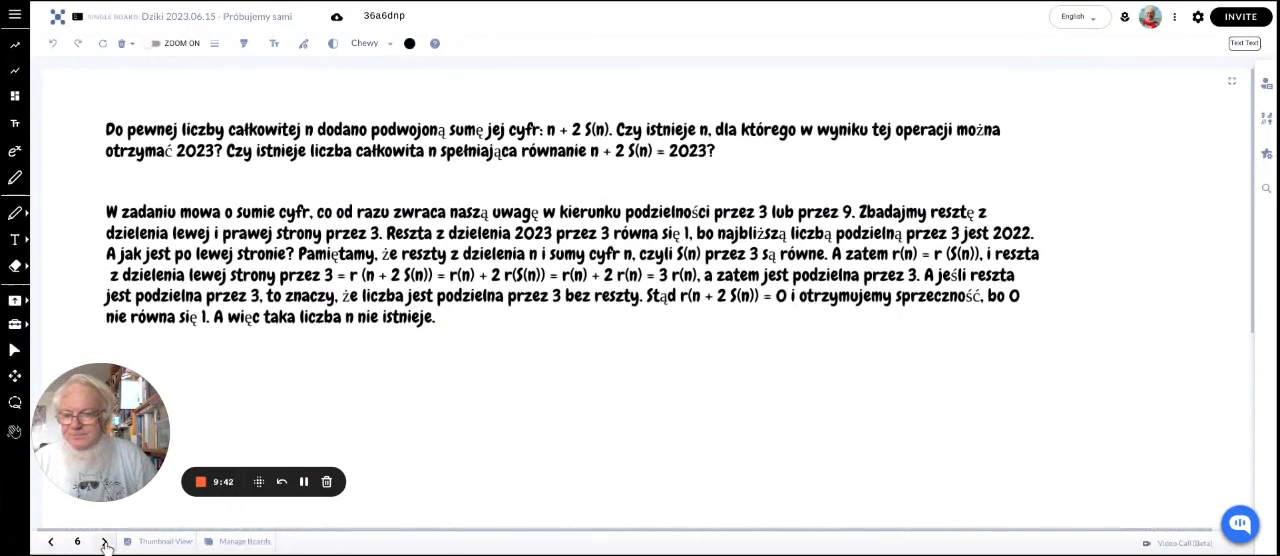 SINGLE BOARD: Dziki 2023.06.15 - Próbujemy sami
36a6dnp
English
INVITE
ZOOM ON
Chewy
Text Text
Do pewnej liczby całkowitej n dodano podwojoną sumę jej cyfr: n + 2 S(n). Czy istnieje n, dla którego w wyniku tej operacji można
otrzymać 2023? Czy istnieje liczba całkowita n spełniająca równanie n + 2 S(n) = 2023?
W zadaniu mowa o sumie cyfr, co od razu zwraca naszą uwagę w kierunku podzielności przez 3 lub przez 9. Zbadajmy resztę z
dzielenia lewej i prawej strony przez 3. Reszta z dzielenia 2023 przez 3 równa się 1, bo najbliższą liczbą podzielną przez 3 jest 2022.
A jak jest po lewej stronie? Pamiętamy, że reszty z dzielenia n i sumy cyfr n, czyli S(n) przez 3 są równe. A zatem r(n) = r (S(n)), i reszta
z dzielenia lewej strony przez 3 = r (n + 2 S(n)) = r(n) + 2 r(S(n)) = r(n) + 2 r(n) = 3 r(n), a zatem jest podzielna przez 3. A jeśli reszta
jest podzielna przez 3, to znaczy, że liczba jest podzielna przez 3 bez reszty. Stąd r(n + 2 S(n)) = 0 i otrzymujemy sprzeczność, bo 0
nie równa się 1. A więc taka liczba n nie istnieje.
9:42
6
Thumbnail View
Manage Boards
Video Call (Beta)